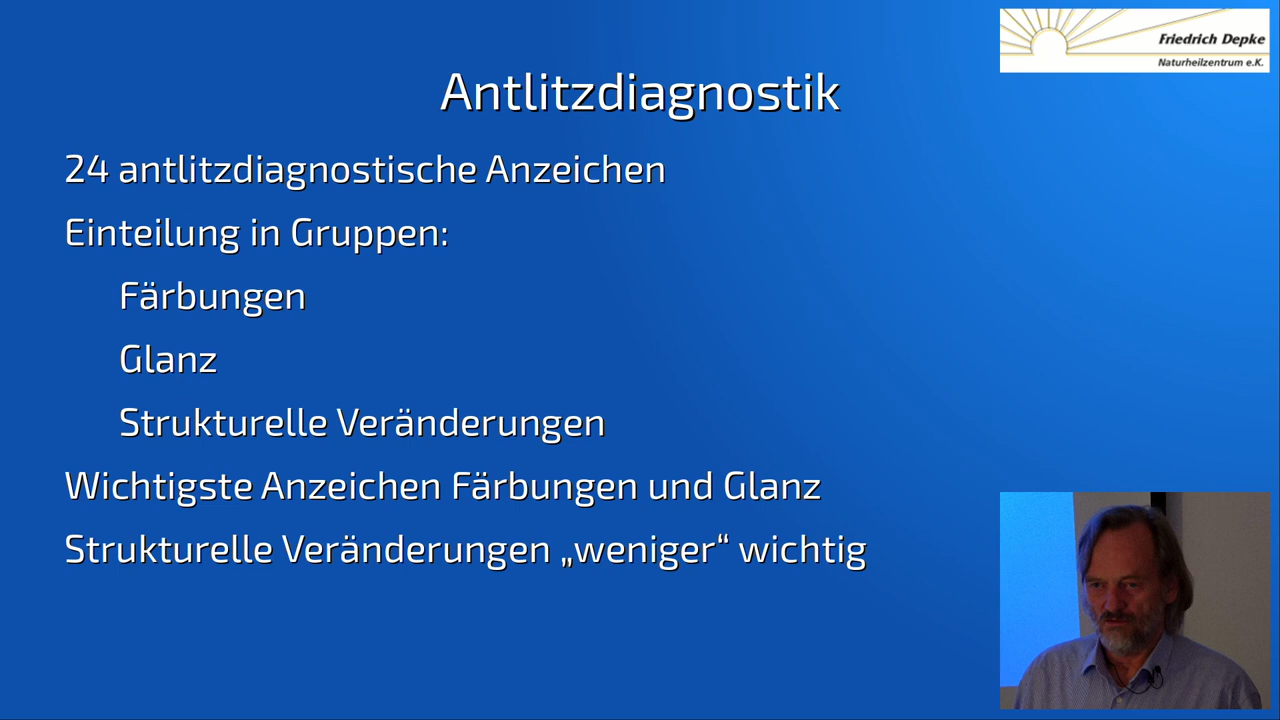 Friedrich Depke
Naturheilzentrum e.K.
Antlitzdiagnostik
24 antlitzdiagnostische Anzeichen
Einteilung in Gruppen:
Färbungen
Glanz
Strukturelle Veränderungen
Wichtigste Anzeichen Färbungen und Glanz
Strukturelle Veränderungen „weniger“ wichtig